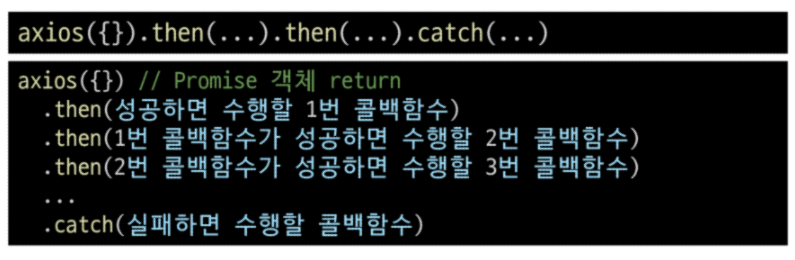 axios({}).then(...).then(...).catch(...)
axios({}) // Promise 객체 return
.then(성공하면 수행할 1번 콜백함수)
.then(1번 콜백함수가 성공하면 수행할 2번 콜백함수)
.then(2번 콜백함수가 성공하면 수행할 3번 콜백함수)
...
.catch(실패하면 수행할 콜백함수)